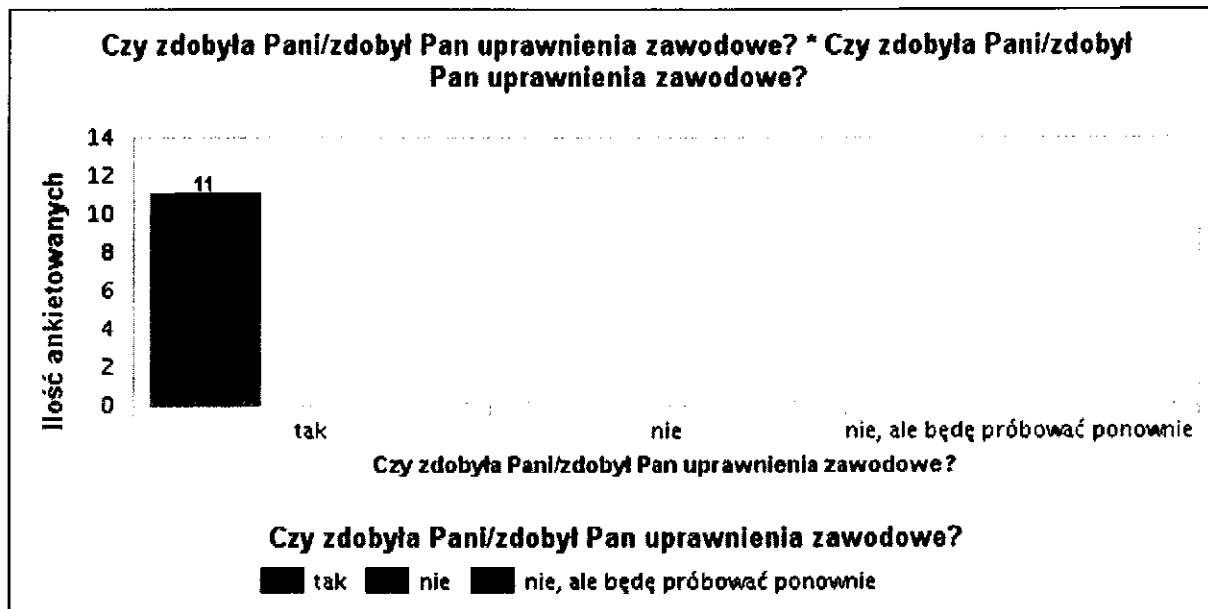 Czy zdobyła Pani/zdobył Pan uprawnienia zawodowe? * Czy zdobyła Pani/zdobył
Pan uprawnienia zawodowe?
Ilość ankietowanych
14
12
10
8
6
4
2
0
11
tak
nie
nie, ale będę próbować ponownie
Czy zdobyła Pani/zdobył Pan uprawnienia zawodowe?
Czy zdobyła Pani/zdobył Pan uprawnienia zawodowe?
tak nie nie, ale będę próbować ponownie